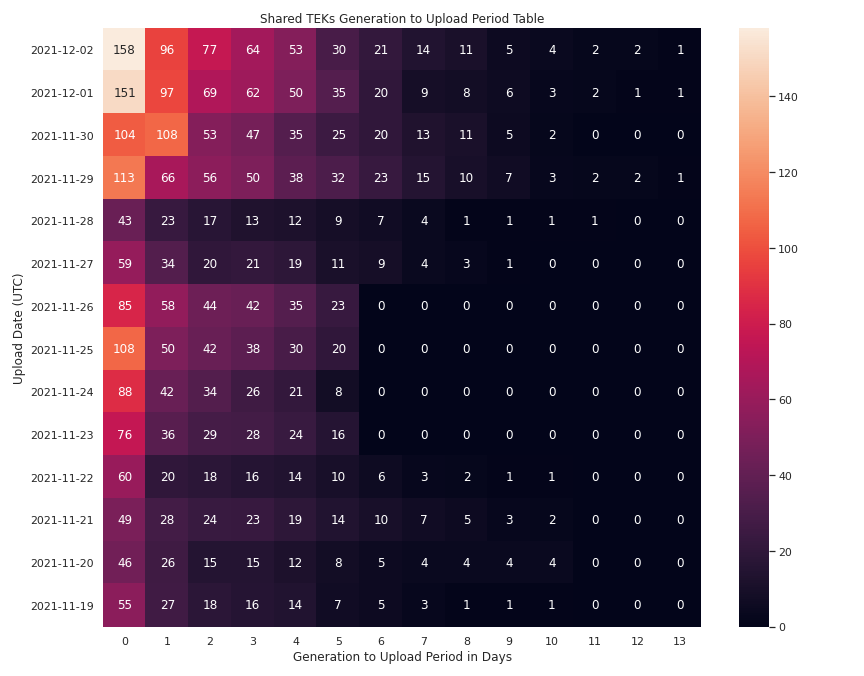 Shared TEKs Generation to Upload Period Table
2021-12-02 158 96 77 64 53 30 21 14 11 5 4 2 2 1
2021-12-01 151 97 69 62 50 35 20 9 8 6 3 2 1 1
2021-11-30 104 108 53 47 35 25 20 13 11 5 2 0 0 0
2021-11-29 113 66 56 50 38 32 23 15 10 7 3 2 2 1
2021-11-28 43 23 17 13 12 9 7 4 1 1 1 1 0 0
2021-11-27 59 34 20 21 19 11 9 4 3 1 0 0 0 0
2021-11-26 85 58 44 42 35 23 0 0 0 0 0 0 0 0
2021-11-25 108 50 42 38 30 20 0 0 0 0 0 0 0 0
2021-11-24 88 42 34 26 21 8 0 0 0 0 0 0 0 0
2021-11-23 76 36 29 28 24 16 0 0 0 0 0 0 0 0
2021-11-22 60 20 18 16 14 10 6 3 2 1 1 0 0 0
2021-11-21 49 28 24 23 19 14 10 7 5 3 2 0 0 0
2021-11-20 46 26 15 15 12 8 5 4 4 4 4 0 0 0
2021-11-19 55 27 18 16 14 7 5 3 1 1 1 0 0 0
0 1 2 3 4 5 6 7 8 9 10 11 12 13
Generation to Upload Period in Days
Upload Date (UTC)
140
120
100
80
60
40
20
0